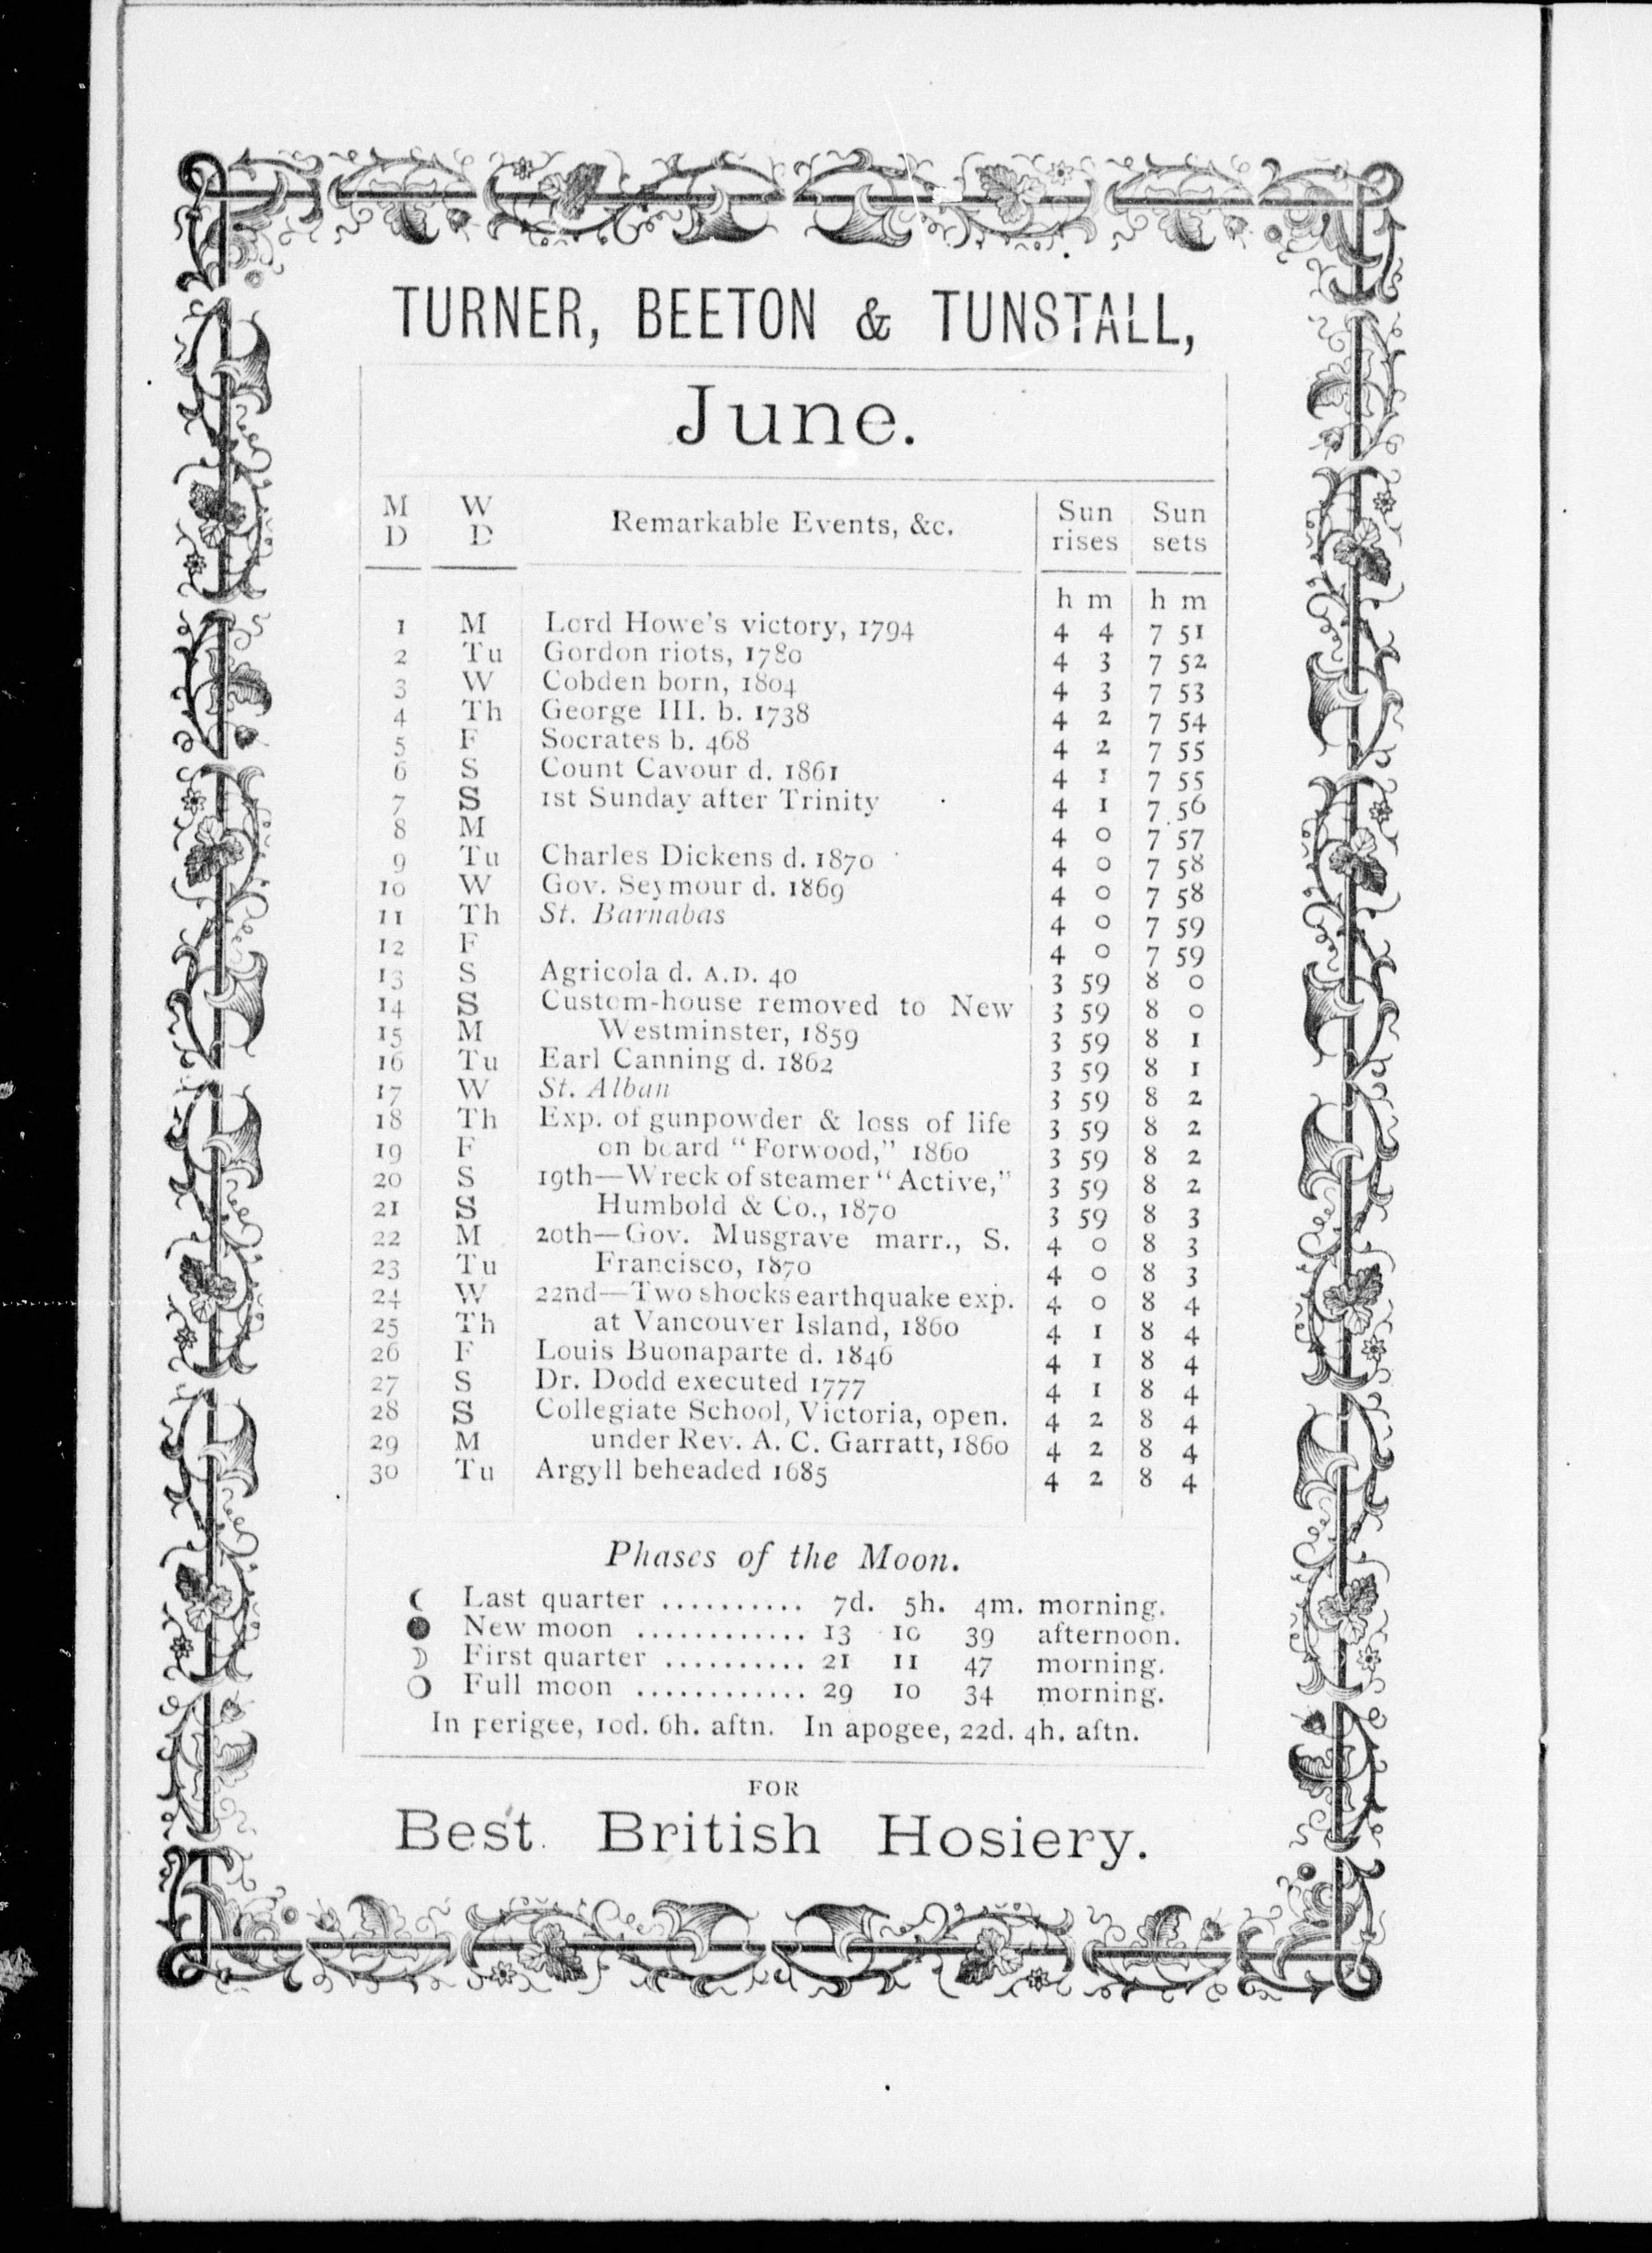 TURNER, BEETON & TUNSTALL,
June.
M D W D Remarkable Events, &c. Sun rises Sun sets
h m h m
1 M Lord Howe's victory, 1794 4 4 7 51
2 Tu Gordon riots, 1780 4 3 7 52
3 W Cobden born, 1804 4 3 7 53
4 Th George III. b. 1738 4 2 7 54
5 F Socrates b. 468 4 2 7 55
6 S Count Cavour d. 1861 4 1 7 55
7 S 1st Sunday after Trinity 4 1 7 56
8 M 4 0 7 57
9 Tu Charles Dickens d. 1870 4 0 7 58
10 W Gov. Seymour d. 1869 4 0 7 58
11 Th St. Barnabas 4 0 7 59
12 F 4 0 7 59
13 S Agricola d. A.D. 40 3 59 8 0
14 S Custom-house removed to New 3 59 8 0
15 M Westminster, 1859 3 59 8 1
16 Tu Earl Canning d. 1862 3 59 8 1
17 W St. Alban 3 59 8 2
18 Th Exp. of gunpowder & loss of life 3 59 8 2
19 F on board "Forwood," 1860 3 59 8 2
20 S 19th—Wreck of steamer "Active," 3 59 8 2
21 S Humbold & Co., 1870 3 59 8 3
22 M 20th—Gov. Musgrave marr., S. 4 0 8 3
23 Tu Francisco, 1870 4 0 8 3
24 W 22nd—Two shocks earthquake exp. 4 0 8 4
25 Th at Vancouver Island, 1860 4 1 8 4
26 F Louis Buonaparte d. 1846 4 1 8 4
27 S Dr. Dodd executed 1777 4 1 8 4
28 S Collegiate School, Victoria, open. 4 2 8 4
29 M under Rev. A. C. Garratt, 1860 4 2 8 4
30 Tu Argyll beheaded 1685 4 2 8 4
Phases of the Moon.
Last quarter .......... 7d. 5h. 4m. morning.
New moon ............ 13 10 39 afternoon.
First quarter .......... 21 11 47 morning.
Full moon ............ 29 10 34 morning.
In perigee, 10d. 6h. aftn. In apogee, 22d. 4h. aftn.
FOR
Best British Hosiery.